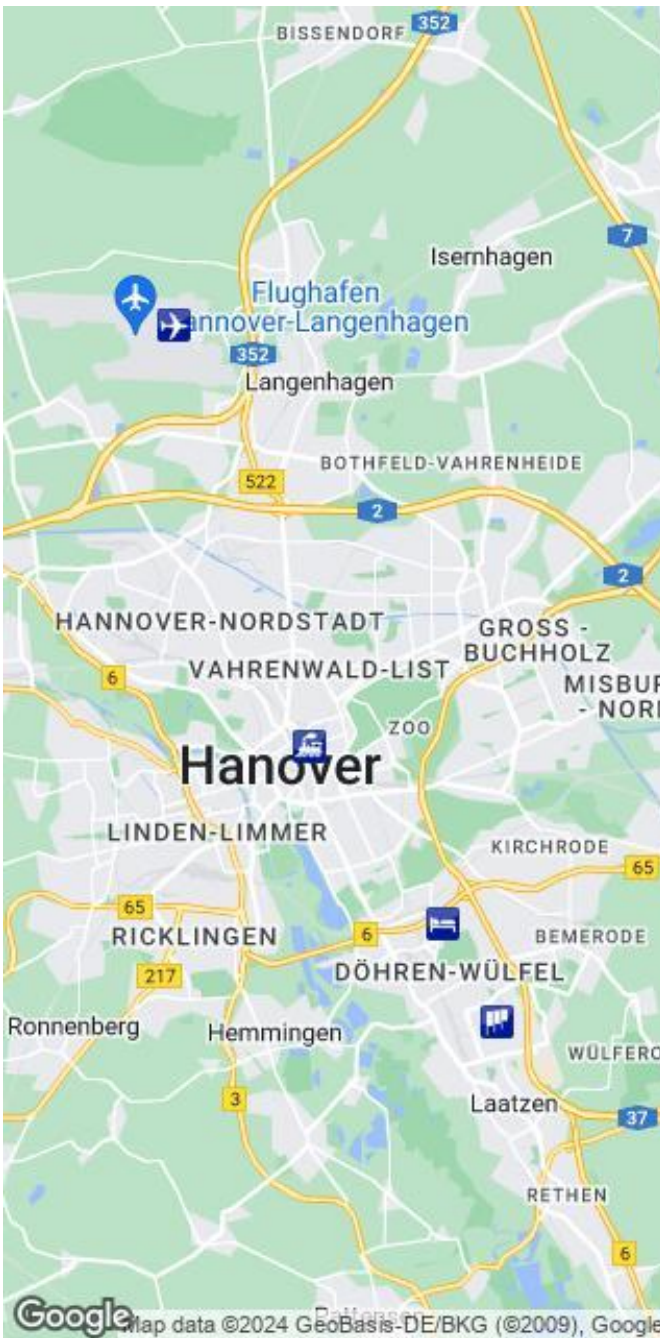 BISSENDORF
352
7
Isernhagen
Flughafen
annover-Langenhagen
352
Langenhagen
BOTHFELD-VAHRENHEIDE
522
2
2
HANNOVER-NORDSTADT
GROSS -
BUCHHOLZ
VAHRENWALD-LIST
6
MISBUR
- NORD
ZOO
Hanover
LINDEN-LIMMER
KIRCHRODE
65
65
6
RICKLINGEN
BEMERODE
217
DÖHREN-WÜLFEL
Ronnenberg
Hemmingen
WÜLFERO
3
Laatzen
37
RETHEN
6
Pattensen
Google
Map data ©2024 GeoBasis-DE/BKG (©2009), Google